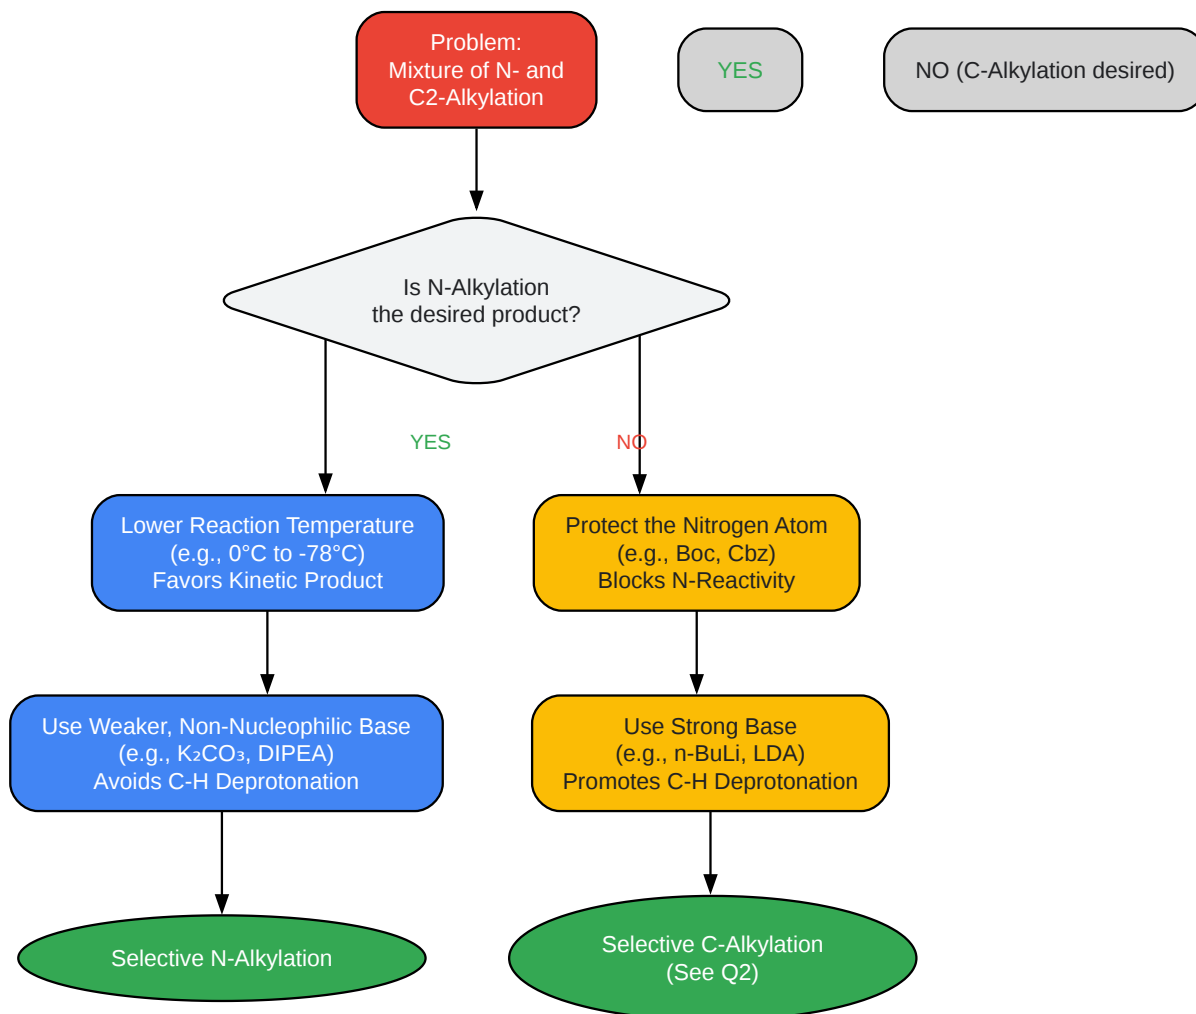 Problem:
Mixture of N- and
C2-Alkylation
YES
NO (C-Alkylation desired)
Is N-Alkylation
the desired product?
YES
NO
Lower Reaction Temperature
(e.g., 0°C to -78°C)
Favors Kinetic Product
Protect the Nitrogen Atom
(e.g., Boc, Cbz)
Blocks N-Reactivity
Use Weaker, Non-Nucleophilic Base
(e.g., K₂CO₃, DIPEA)
Avoids C-H Deprotonation
Use Strong Base
(e.g., n-BuLi, LDA)
Promotes C-H Deprotonation
Selective N-Alkylation
Selective C-Alkylation
(See Q2)